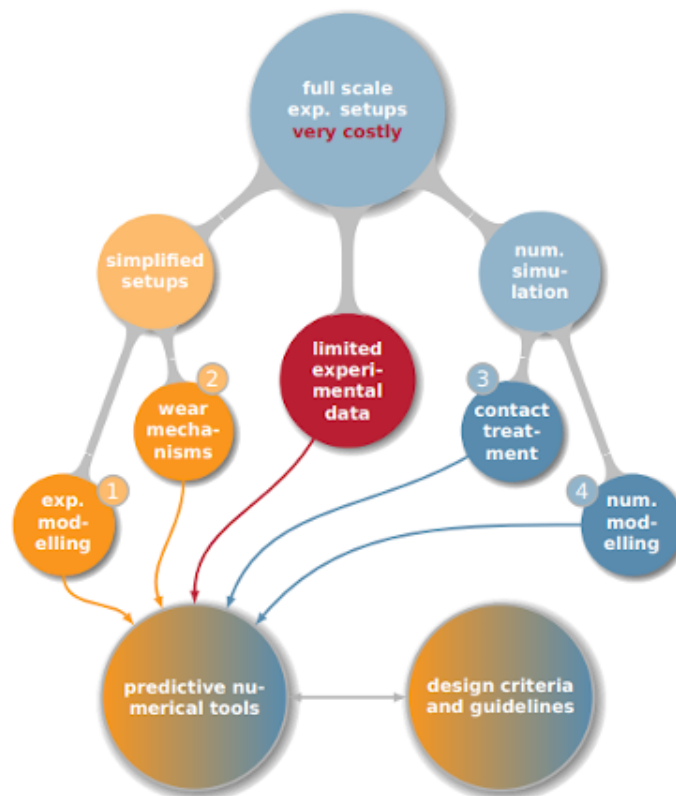 full scale
exp. setups
very costly
simplified
setups
num.
simu-
lation
limited
experi-
mental
data
2
wear
mecha-
nisms
3
contact
treat-
ment
1
exp.
mod-
elling
4
num.
mod-
elling
predictive nu-
merical tools
design criteria
and guidelines